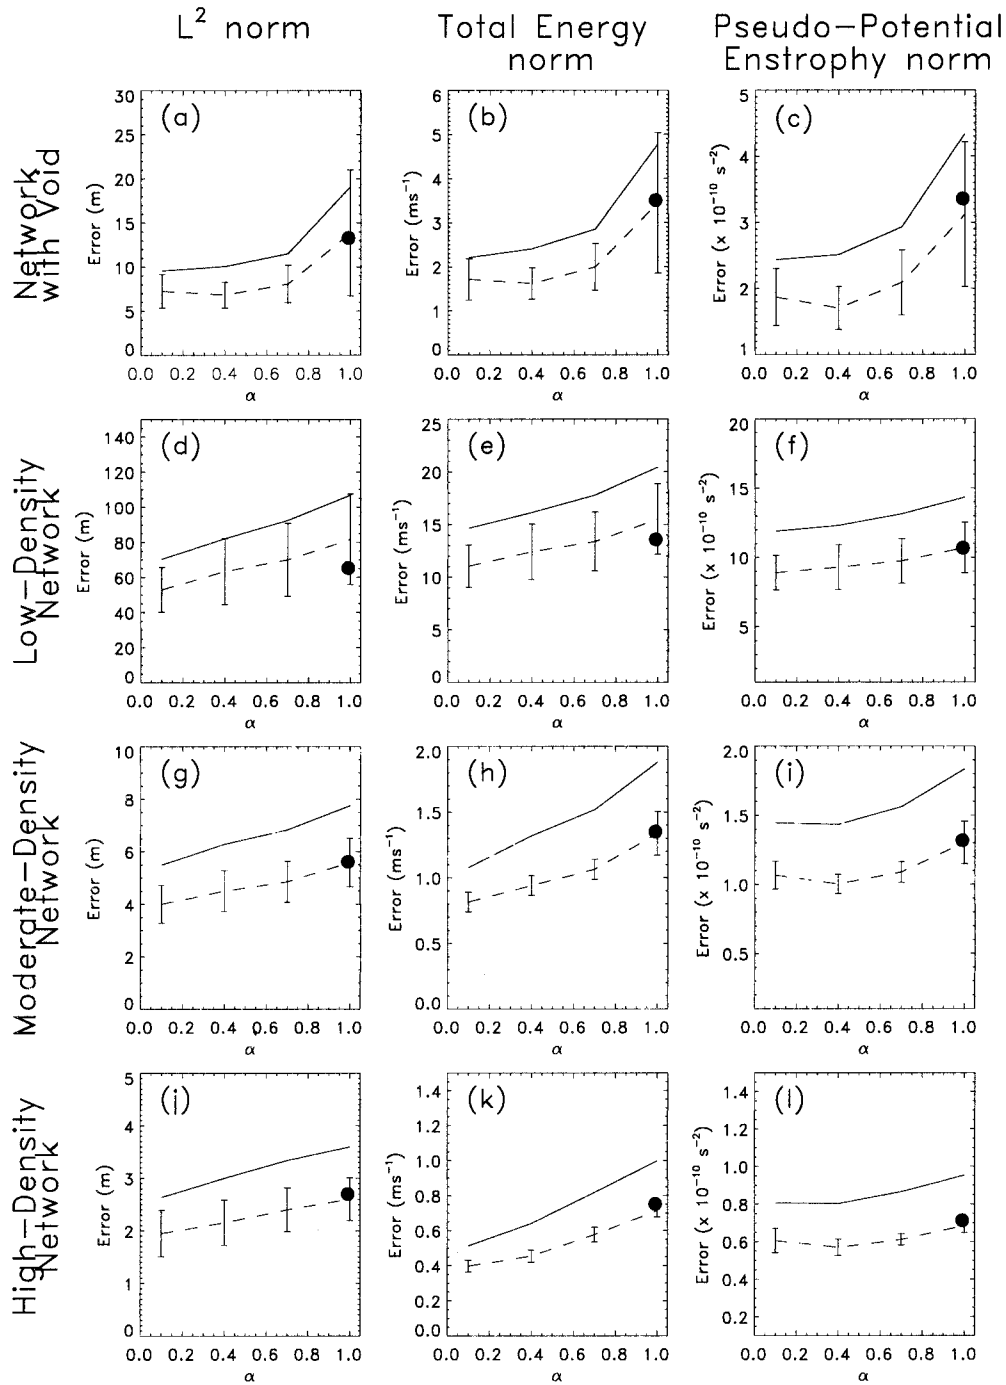 L² norm
Total Energy norm
Pseudo-Potential Enstrophy norm
Network with Void
(a)
Error (m)
30
25
20
15
10
5
0
0.0 0.2 0.4 0.6 0.8 1.0
α
(b)
Error (ms⁻¹)
6
5
4
3
2
1
0
0.0 0.2 0.4 0.6 0.8 1.0
α
(c)
Error (x 10⁻¹⁰ s⁻²)
5
4
3
2
1
0.0 0.2 0.4 0.6 0.8 1.0
α
Low-Density Network
(d)
Error (m)
140
120
100
80
60
40
20
0
0.0 0.2 0.4 0.6 0.8 1.0
α
(e)
Error (ms⁻¹)
25
20
15
10
5
0
0.0 0.2 0.4 0.6 0.8 1.0
α
(f)
Error (x 10⁻¹⁰ s⁻²)
20
15
10
5
0.0 0.2 0.4 0.6 0.8 1.0
α
Moderate-Density Network
(g)
Error (m)
10
8
6
4
2
0
0.0 0.2 0.4 0.6 0.8 1.0
α
(h)
Error (ms⁻¹)
2.0
1.5
1.0
0.5
0.0
0.0 0.2 0.4 0.6 0.8 1.0
α
(i)
Error (x 10⁻¹⁰ s⁻²)
2.0
1.5
1.0
0.5
0.0 0.2 0.4 0.6 0.8 1.0
α
High-Density Network
(j)
Error (m)
5
4
3
2
1
0
0.0 0.2 0.4 0.6 0.8 1.0
α
(k)
Error (ms⁻¹)
1.4
1.2
1.0
0.8
0.6
0.4
0.2
0.0
0.0 0.2 0.4 0.6 0.8 1.0
α
(l)
Error (x 10⁻¹⁰ s⁻²)
1.4
1.2
1.0
0.8
0.6
0.4
0.2
0.0 0.2 0.4 0.6 0.8 1.0
α